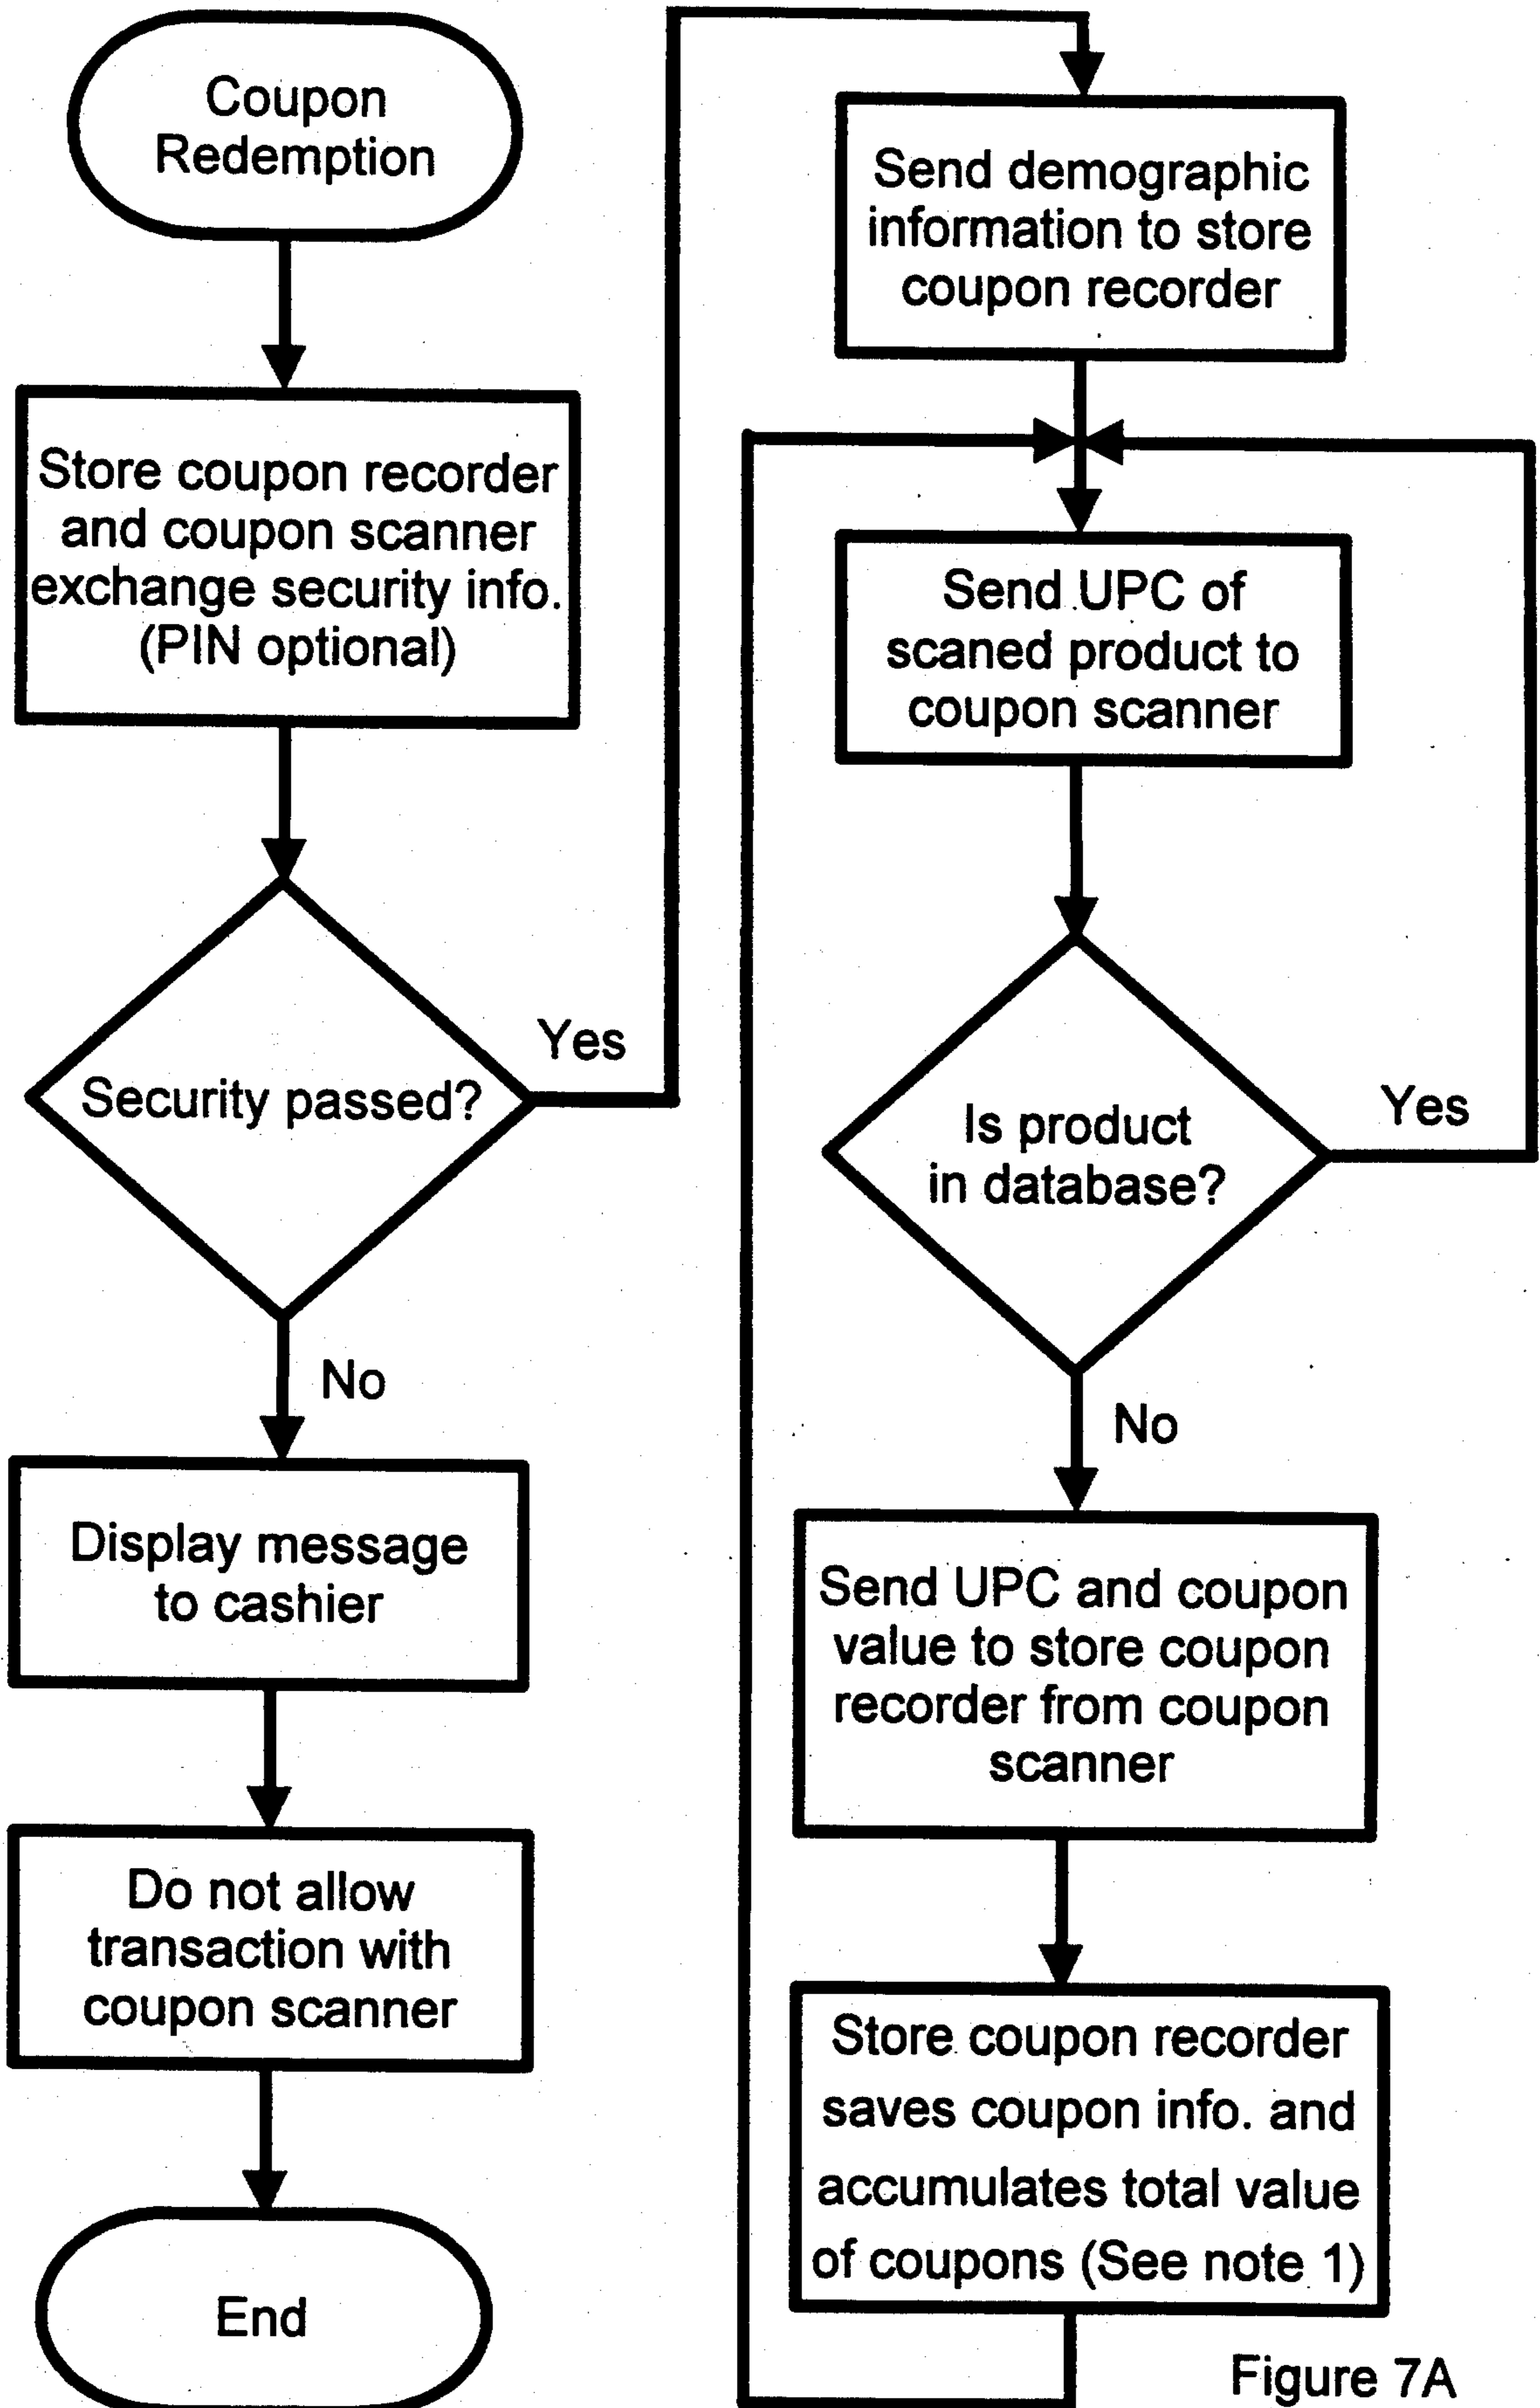 Coupon
Redemption
Store coupon recorder
and coupon scanner
exchange security info.
(PIN optional)
Security passed?
Yes
No
Display message
to cashier
Do not allow
transaction with
coupon scanner
End
Send demographic
information to store
coupon recorder
Send UPC of
scaned product to
coupon scanner
Is product
in database?
Yes
No
Send UPC and coupon
value to store coupon
recorder from coupon
scanner
Store coupon recorder
saves coupon info. and
accumulates total value
of coupons (See note 1)
Figure 7A